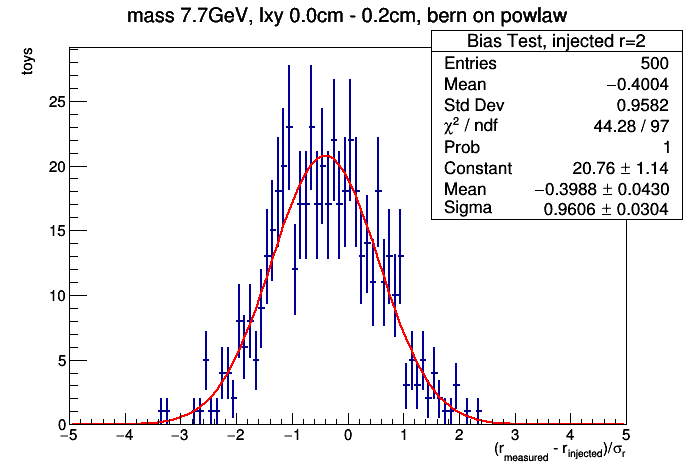 mass 7.7GeV, lxy 0.0cm - 0.2cm, bern on powlaw
Bias Test, injected r=2
Entries 500
Mean −0.4004
Std Dev 0.9582
χ² / ndf 44.28 / 97
Prob 1
Constant 20.76 ± 1.14
Mean −0.3988 ± 0.0430
Sigma 0.9606 ± 0.0304
toys
25
20
15
10
5
0
−5 −4 −3 −2 −1 0 1 2 3 4 5
(r_measured - r_injected)/σ_r